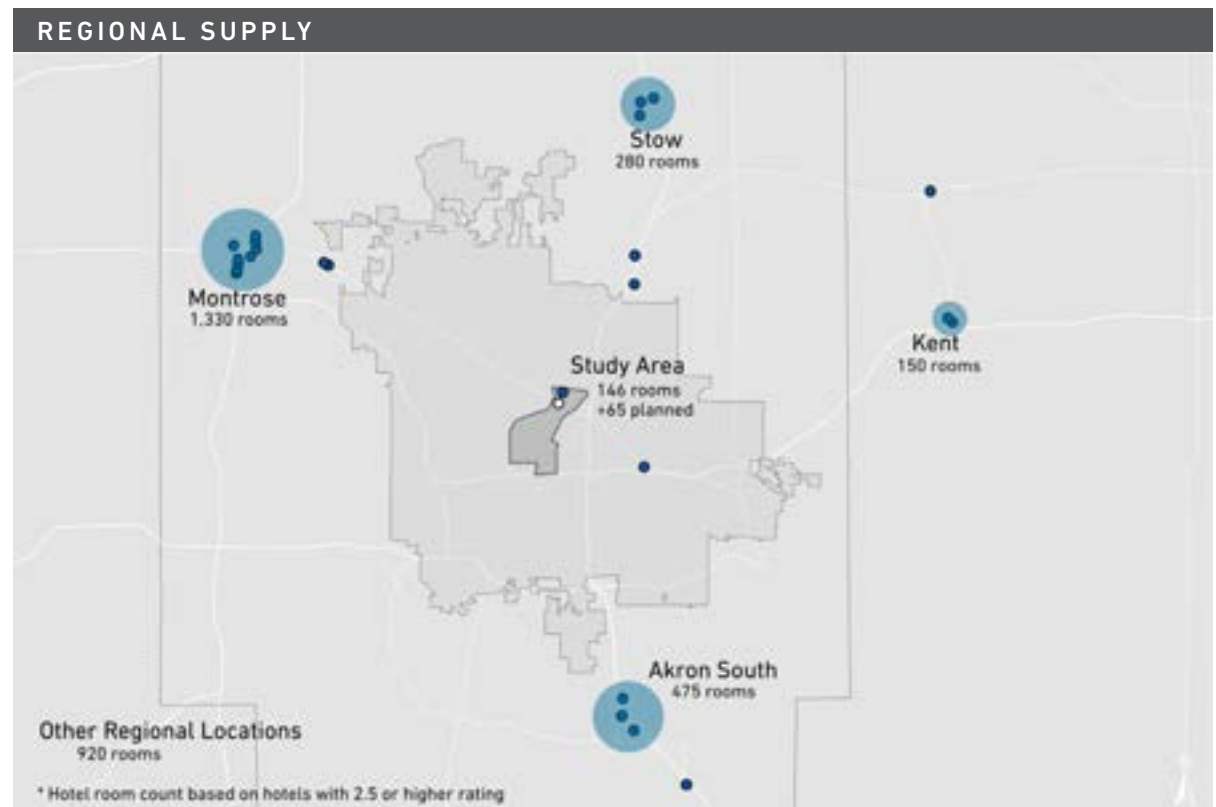 REGIONAL SUPPLY
Stow
280 rooms
Montrose
1,330 rooms
Kent
150 rooms
Study Area
146 rooms
+65 planned
Akron South
475 rooms
Other Regional Locations
920 rooms
* Hotel room count based on hotels with 2.5 or higher rating